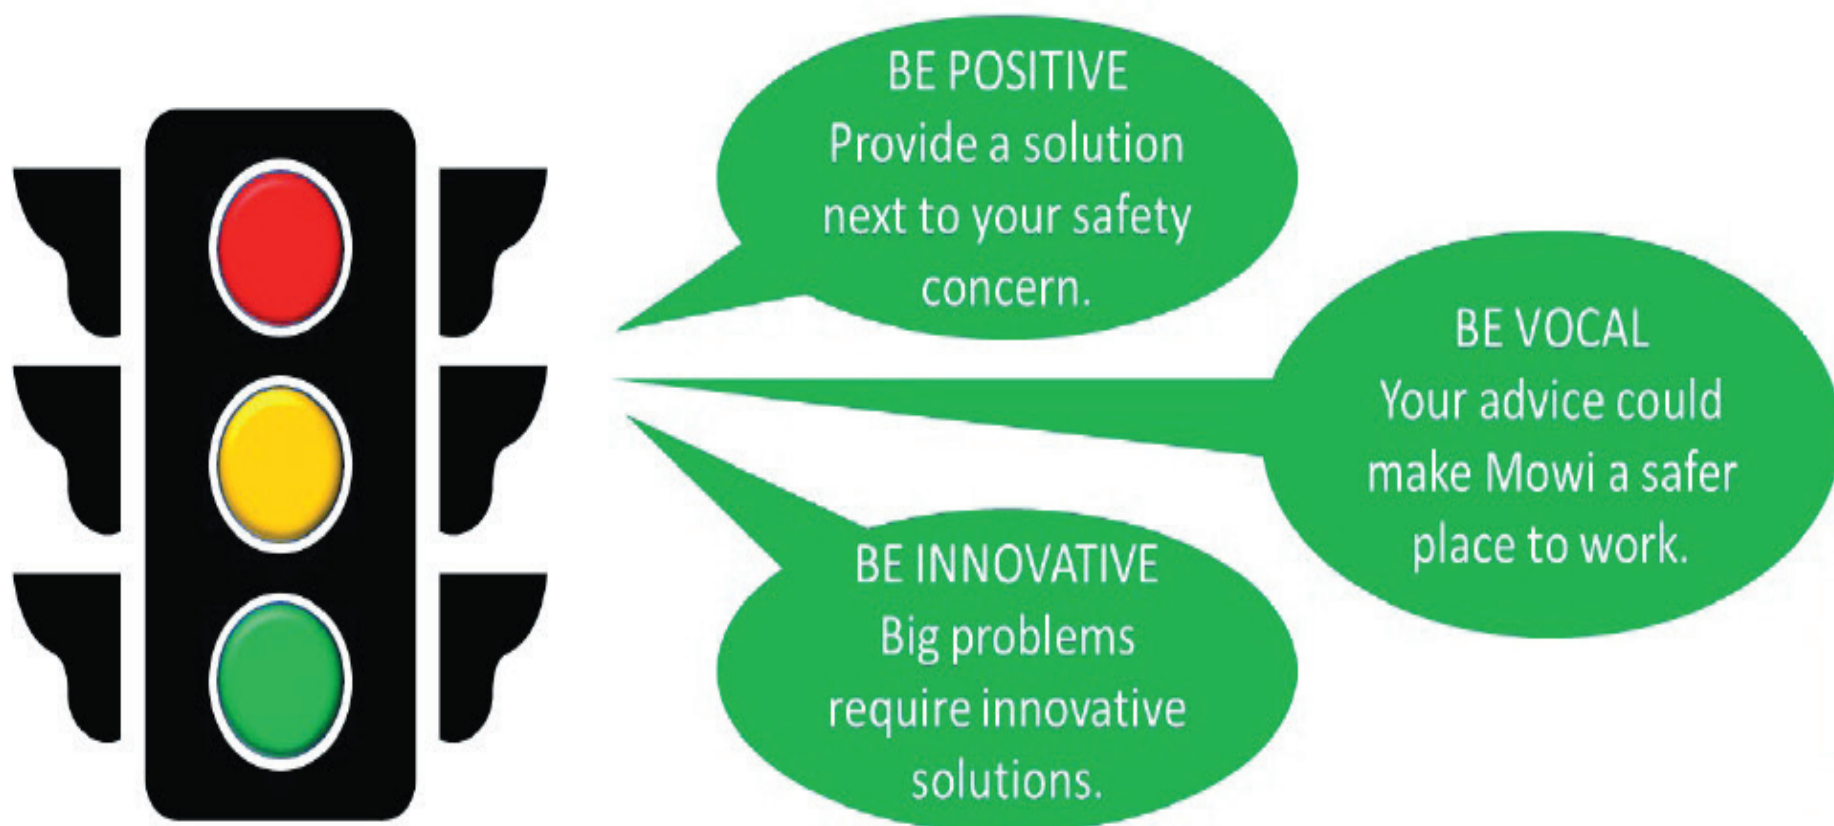 BE POSITIVE
Provide a solution
next to your safety
concern.
BE VOCAL
Your advice could
make Mowi a safer
place to work.
BE INNOVATIVE
Big problems
require innovative
solutions.